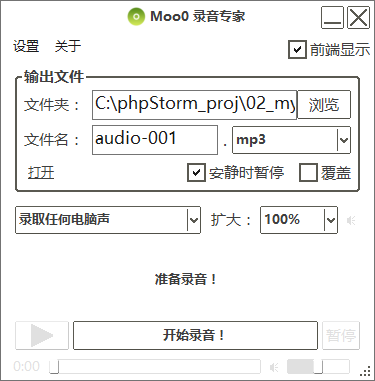 Moo0 录音专家
设置 关于
前端显示
输出文件
文件夹： C:\phpStorm_proj\02_my 浏览
文件名： audio-001 . mp3
打开 安静时暂停 覆盖
录取任何电脑声 扩大： 100%
准备录音！
开始录音！ 暂停
0:00